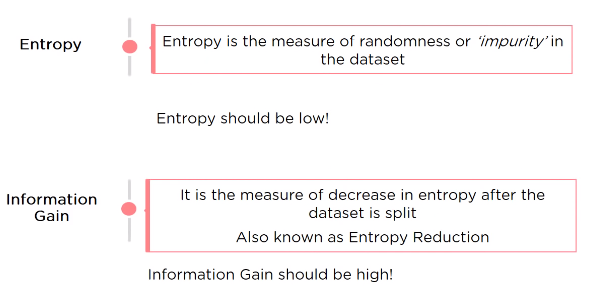 Entropy
Entropy is the measure of randomness or 'impurity' in
the dataset
Entropy should be low!
Information
Gain
It is the measure of decrease in entropy after the
dataset is split
Also known as Entropy Reduction
Information Gain should be high!